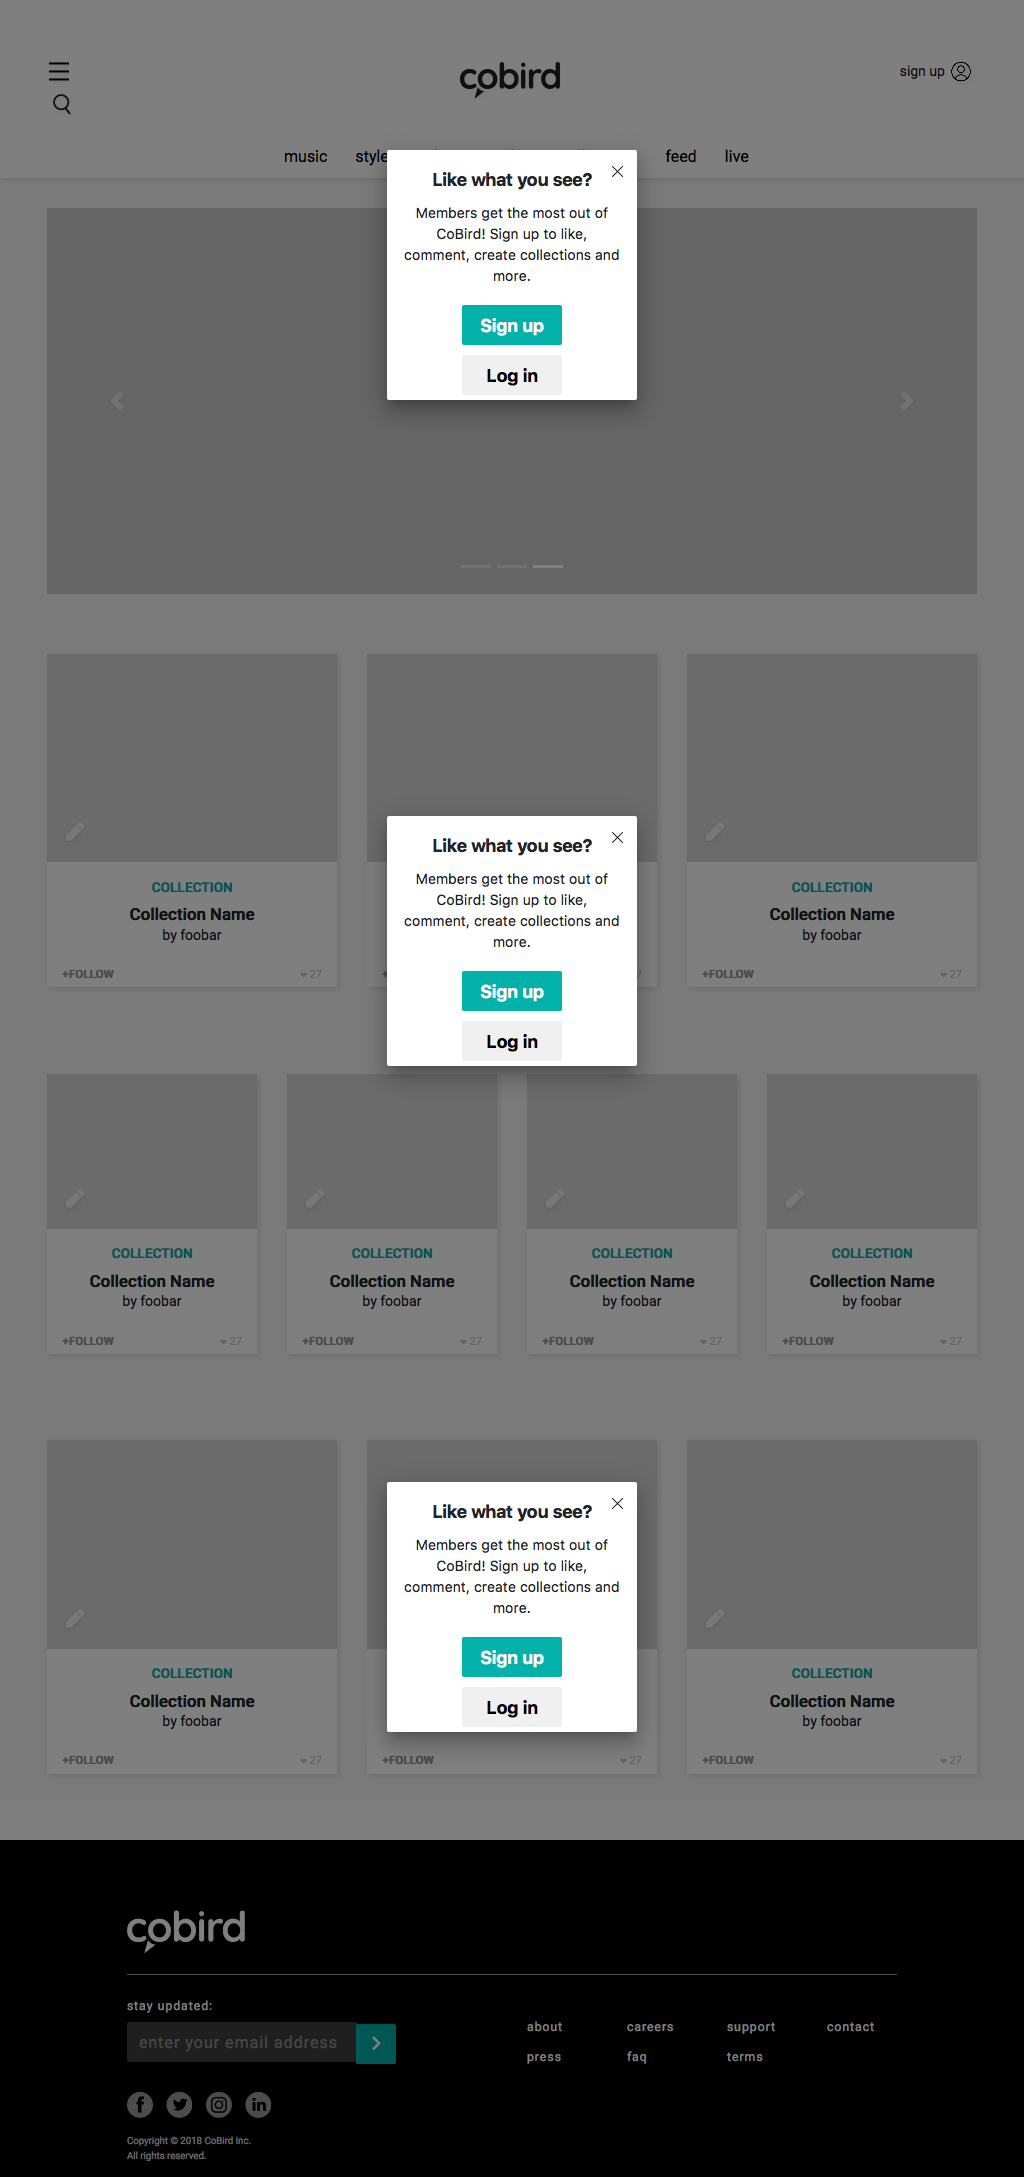 cobird
sign up
music style feed live
Like what you see?
Members get the most out of
CoBird! Sign up to like,
comment, create collections and
more.
Sign up
Log in
COLLECTION
Collection Name
by foobar
+FOLLOW 27
COLLECTION
Collection Name
by foobar
+FOLLOW 27
Like what you see?
Members get the most out of
CoBird! Sign up to like,
comment, create collections and
more.
Sign up
Log in
COLLECTION
Collection Name
by foobar
+FOLLOW 27
COLLECTION
Collection Name
by foobar
+FOLLOW 27
COLLECTION
Collection Name
by foobar
+FOLLOW 27
COLLECTION
Collection Name
by foobar
+FOLLOW 27
Like what you see?
Members get the most out of
CoBird! Sign up to like,
comment, create collections and
more.
Sign up
Log in
COLLECTION
Collection Name
by foobar
+FOLLOW 27
+FOLLOW 27
COLLECTION
Collection Name
by foobar
+FOLLOW 27
cobird
stay updated:
enter your email address
about careers support contact
press faq terms
Copyright © 2018 CoBird Inc.
All rights reserved.